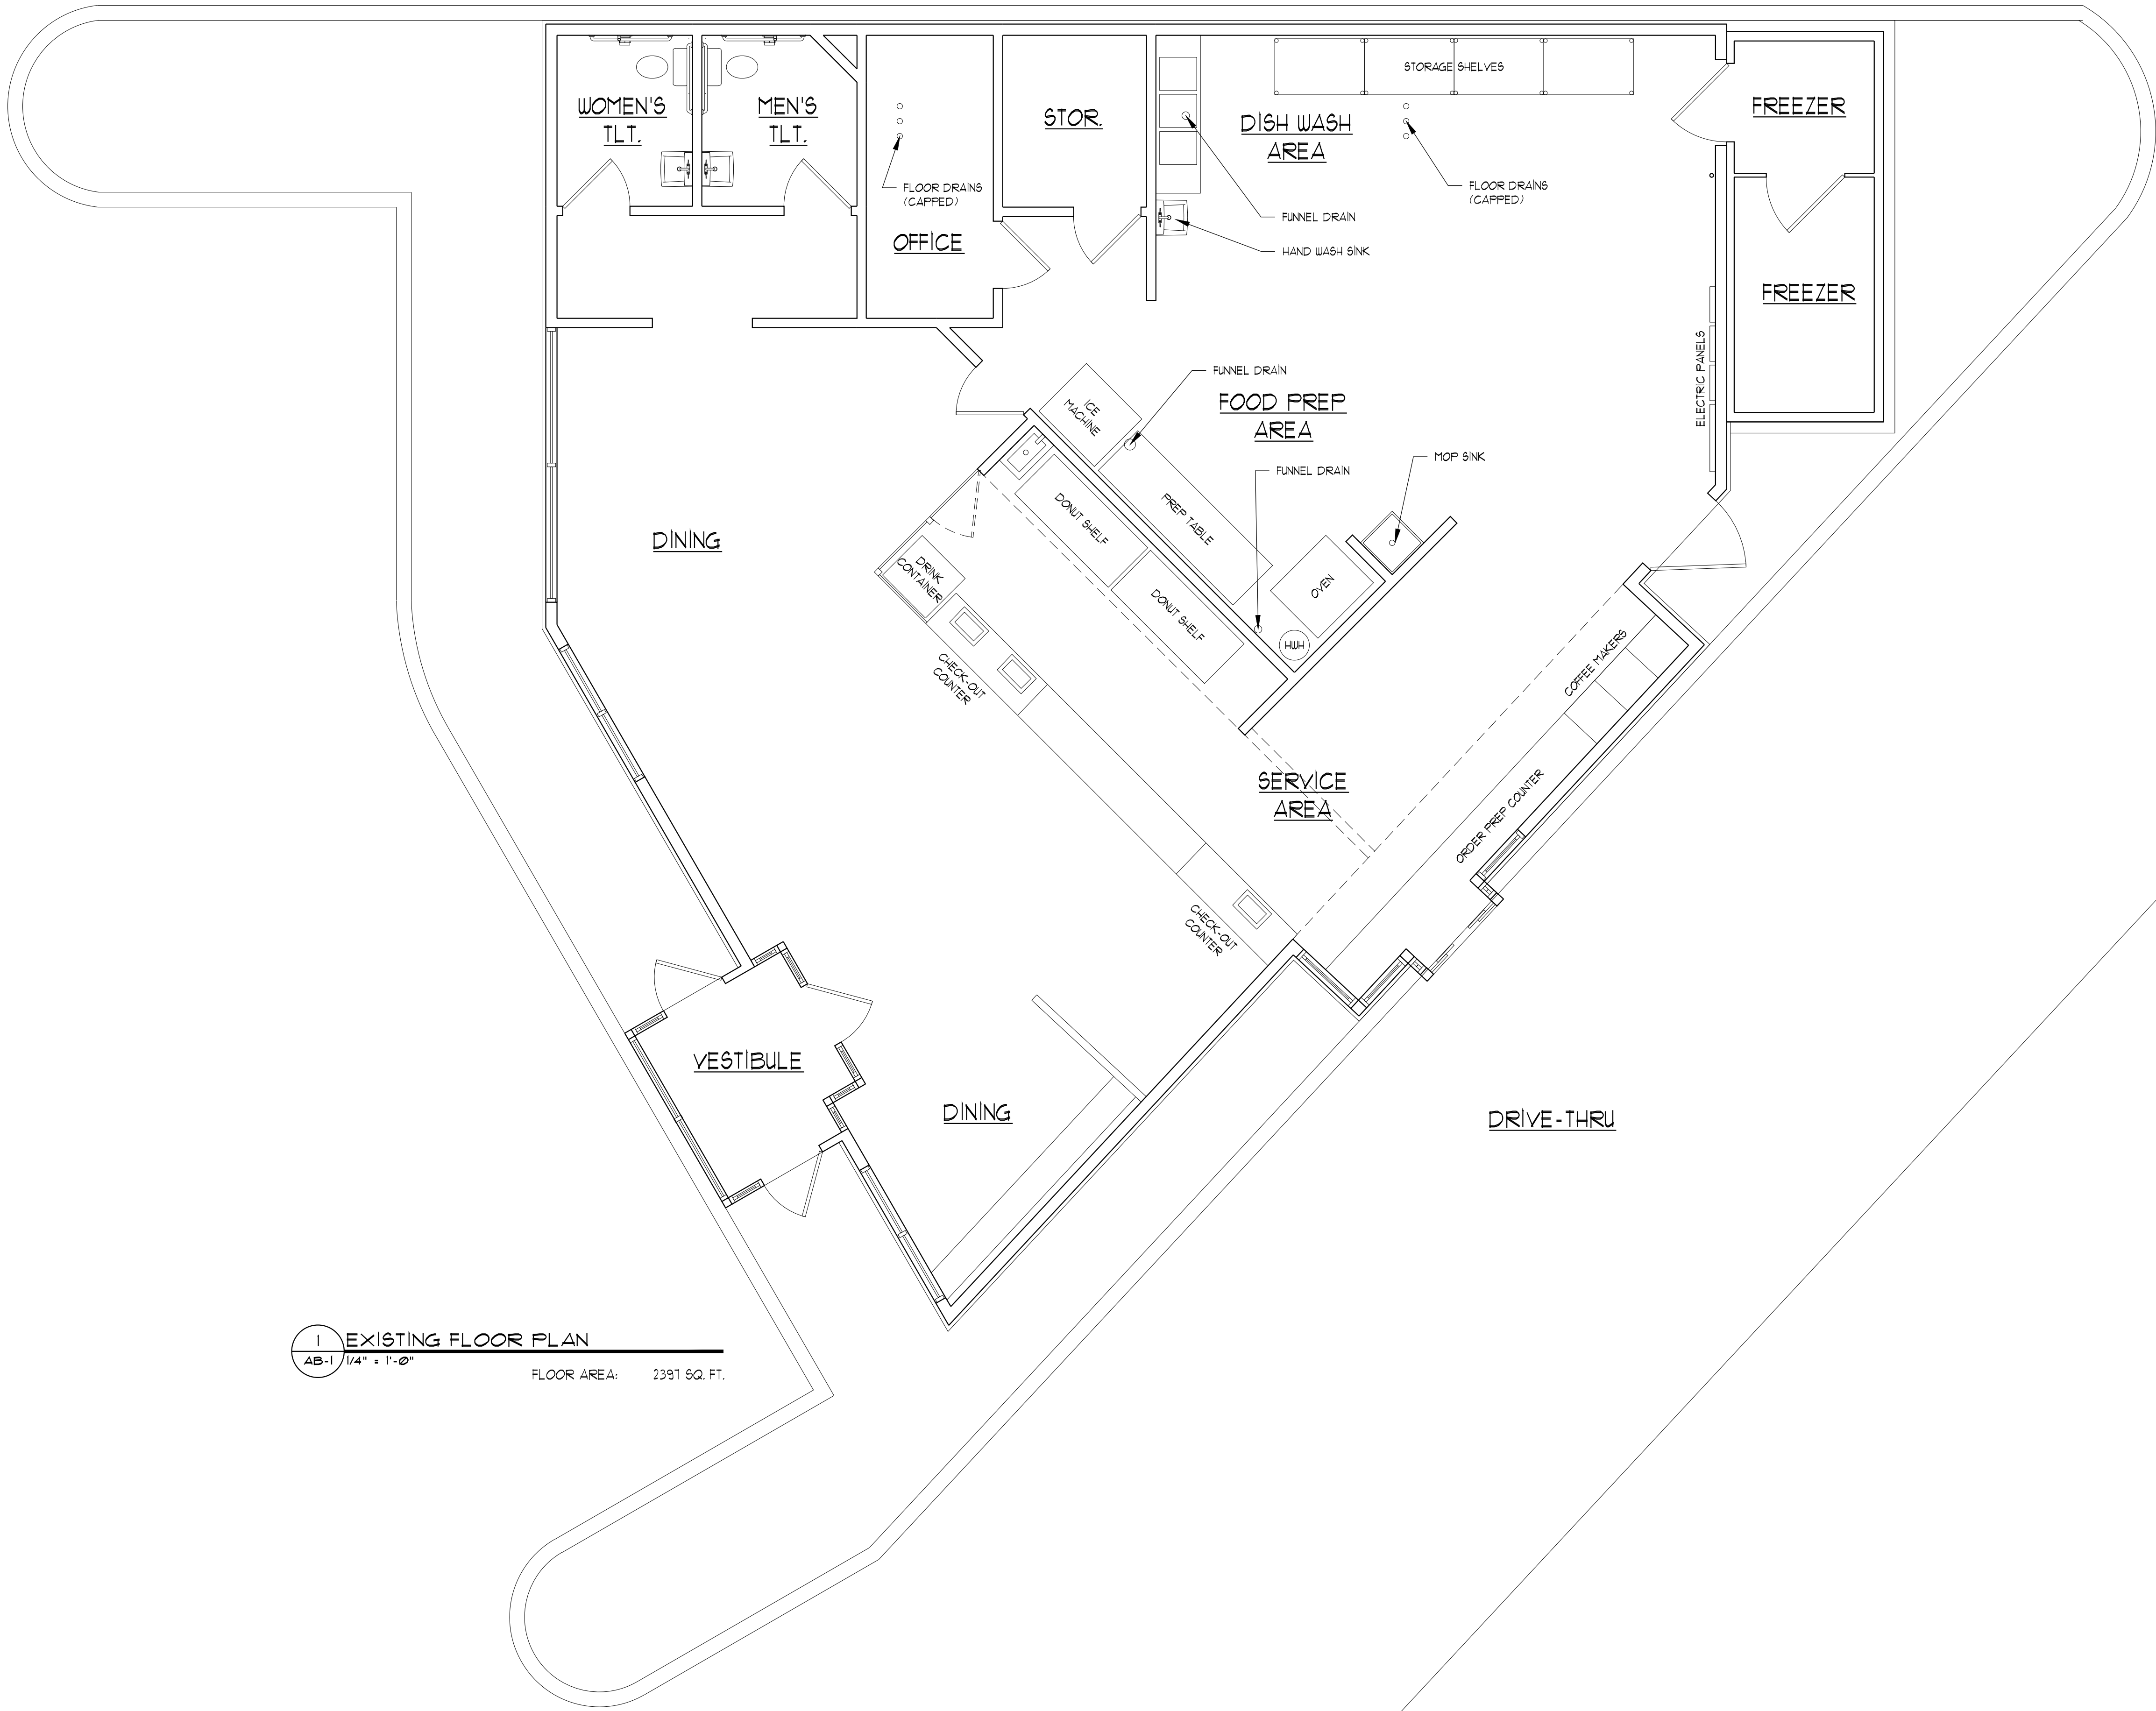 STORAGE SHELVES
WOMEN'S
TLT.
MEN'S
TLT.
STOR.
DISH WASH
AREA
FREEZER
FLOOR DRAINS
(CAPPED)
FLOOR DRAINS
(CAPPED)
FUNNEL DRAIN
OFFICE
HAND WASH SINK
FREEZER
ELECTRIC PANELS
FUNNEL DRAIN
FOOD PREP
AREA
ICE
MACHINE
MOP SINK
FUNNEL DRAIN
DINING
DONUT SHELF
PREP TABLE
DRINK
CONTAINER
OVEN
DONUT SHELF
HWH
CHECK-OUT
COUNTER
COFFEE MAKERS
SERVICE
AREA
ORDER PREP COUNTER
CHECK-OUT
COUNTER
VESTIBULE
DINING
DRIVE-THRU
1
EXISTING FLOOR PLAN
AB-1
1/4" = 1'-0"
FLOOR AREA: 2397 SQ. FT.